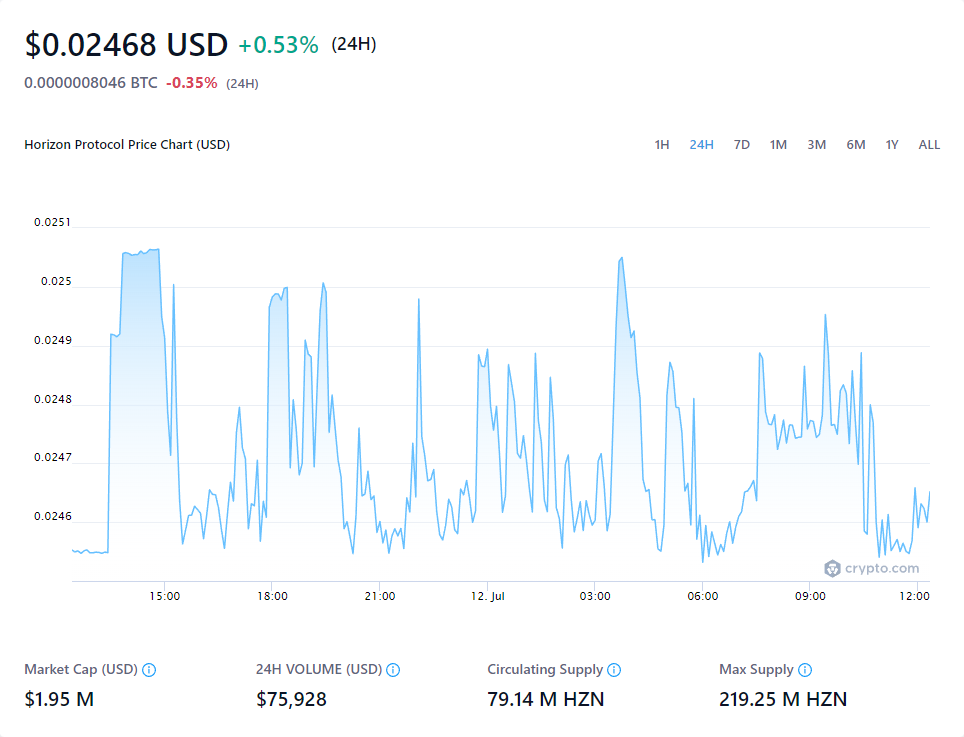 $0.02468 USD +0.53% (24H)
0.0000008046 BTC -0.35% (24H)
Horizon Protocol Price Chart (USD)
1H 24H 7D 1M 3M 6M 1Y ALL
0.0251
0.025
0.0249
0.0248
0.0247
0.0246
crypto.com
15:00 18:00 21:00 12. Jul 03:00 06:00 09:00 12:00
Market Cap (USD) 24H VOLUME (USD) Circulating Supply Max Supply
$1.95 M $75,928 79.14 M HZN 219.25 M HZN